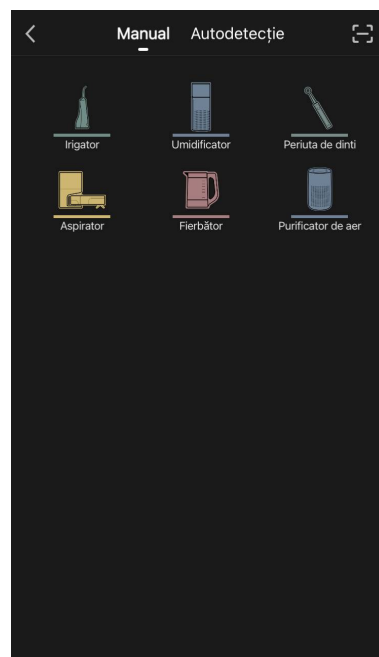 Manual Autodetecție
Irigator Umidificator Periuta de dinti
Aspirator Fierbător Purificator de aer